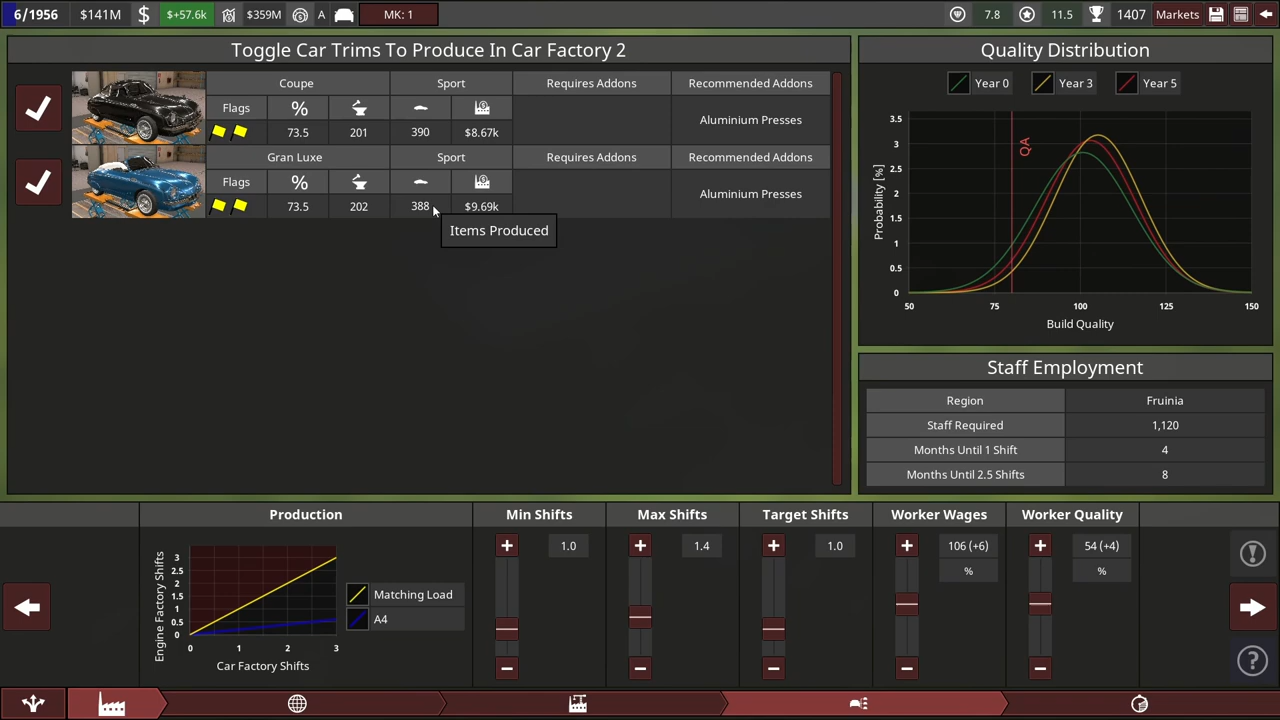 6/1956 $141M $+57.6k $359M A MK: 1 7.8 11.5 1407 Markets
Toggle Car Trims To Produce In Car Factory 2
Coupe Sport Requires Addons Recommended Addons
Flags %
73.5 201 390 $8.67k
Aluminium Presses
Gran Luxe Sport Requires Addons Recommended Addons
Flags %
73.5 202 388 $9.69k
Aluminium Presses
Items Produced
Quality Distribution
Year 0 Year 3 Year 5
Probability [%]
3.5
3
2.5
2
1.5
1
0.5
0
QA
50 75 100 125 150
Build Quality
Staff Employment
Region Fruinia
Staff Required 1,120
Months Until 1 Shift 4
Months Until 2.5 Shifts 8
Production
Engine Factory Shifts
3
2.5
2
1.5
1
0.5
0
0 1 2 3
Car Factory Shifts
Matching Load
A4
Min Shifts
+ 1.0
Max Shifts
+ 1.4
Target Shifts
+ 1.0
Worker Wages
+ 106 (+6)
%
Worker Quality
+ 54 (+4)
%